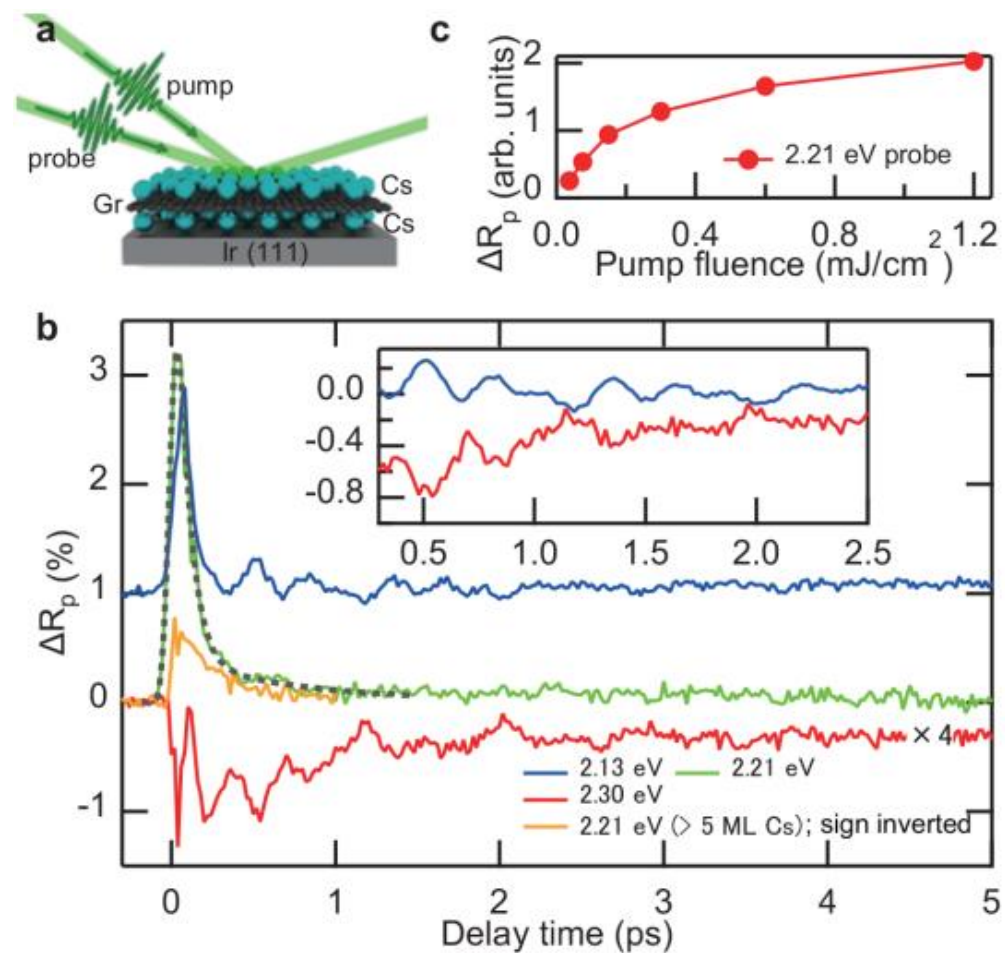 a
pump
probe
Cs
Gr
Cs
Ir (111)
c
ΔRp (arb. units)
2
1
0
2.21 eV probe
0.0 0.4 0.8 1.2
Pump fluence (mJ/cm2)
b
ΔRp (%)
3
2
1
0
-1
0.0
-0.4
-0.8
0.5 1.0 1.5 2.0 2.5
× 4
2.13 eV 2.21 eV
2.30 eV
2.21 eV (> 5 ML Cs); sign inverted
0 1 2 3 4 5
Delay time (ps)